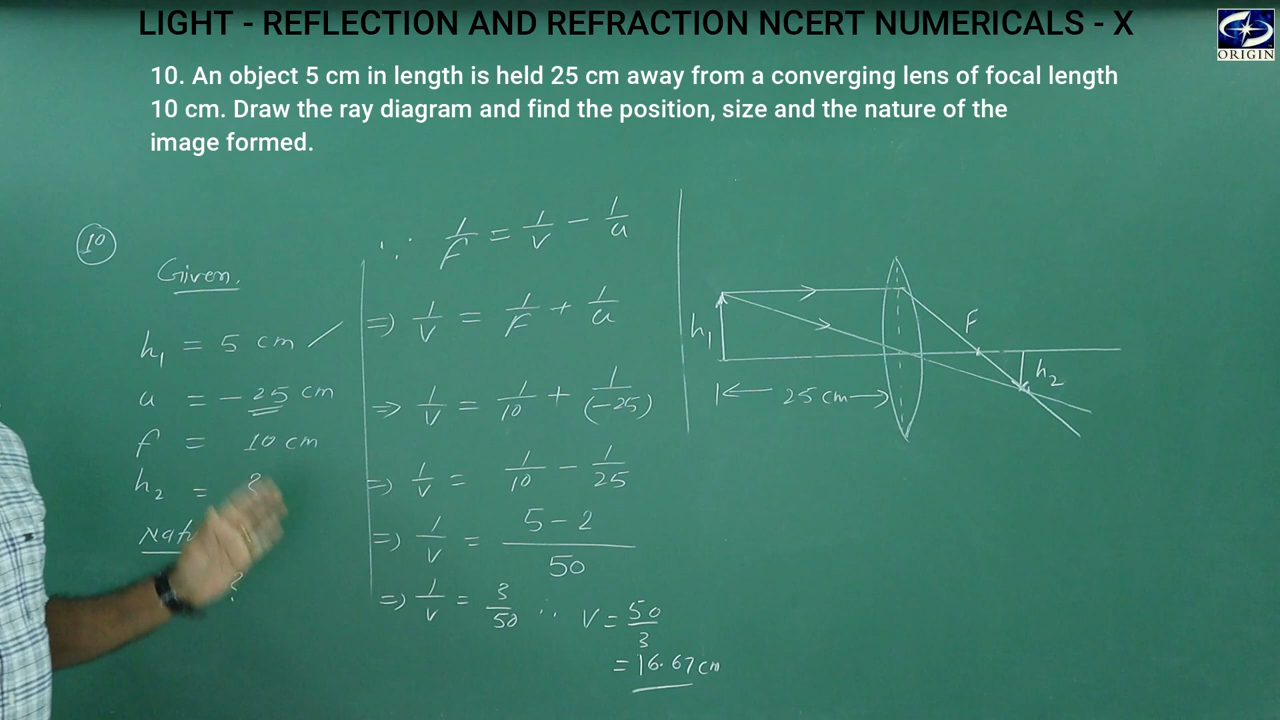 LIGHT - REFLECTION AND REFRACTION NCERT NUMERICALS - X
ORIGIN
10. An object 5 cm in length is held 25 cm away from a converging lens of focal length
10 cm. Draw the ray diagram and find the position, size and the nature of the
image formed.
10
Given.
h₁ = 5 cm
u = -25 cm
f = 10 cm
h₂ = ?
?
∵ 1/f = 1/v - 1/u
=> 1/v = 1/f + 1/u
=> 1/v = 1/10 + 1/(-25)
=> 1/v = 1/10 - 1/25
=> 1/v = 5-2/50
=> 1/v = 3/50 ∴ v = 50/3
= 16.67 cm
h₁
F
h₂
25 cm